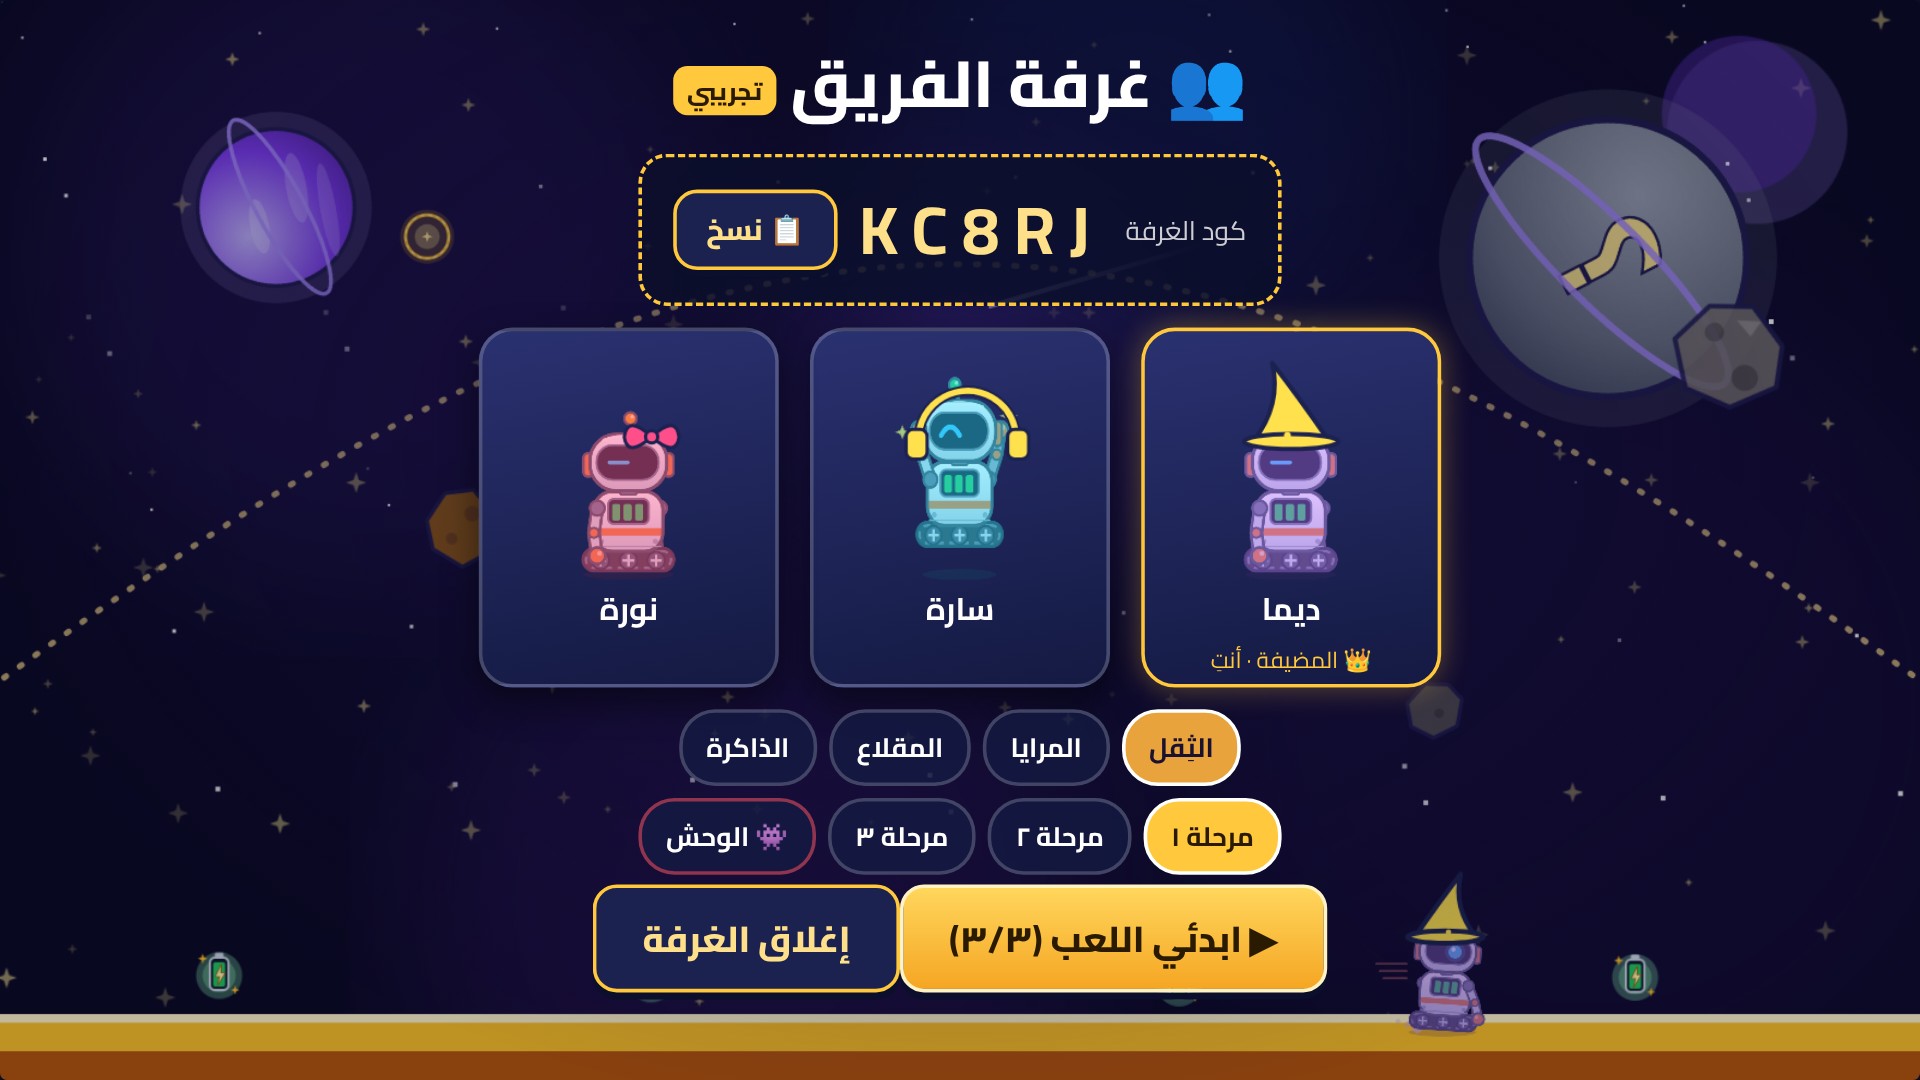 غرفة الفريق تجريبي
كود الغرفة KC8RJ نسخ
ديما سارة نورة
المضيفة · أنتِ
الثِقل المرايا المقلاع الذاكرة
مرحلة ١ مرحلة ٢ مرحلة ٣ الوحش
▶ ابدئي اللعب (٣/٣) إغلاق الغرفة